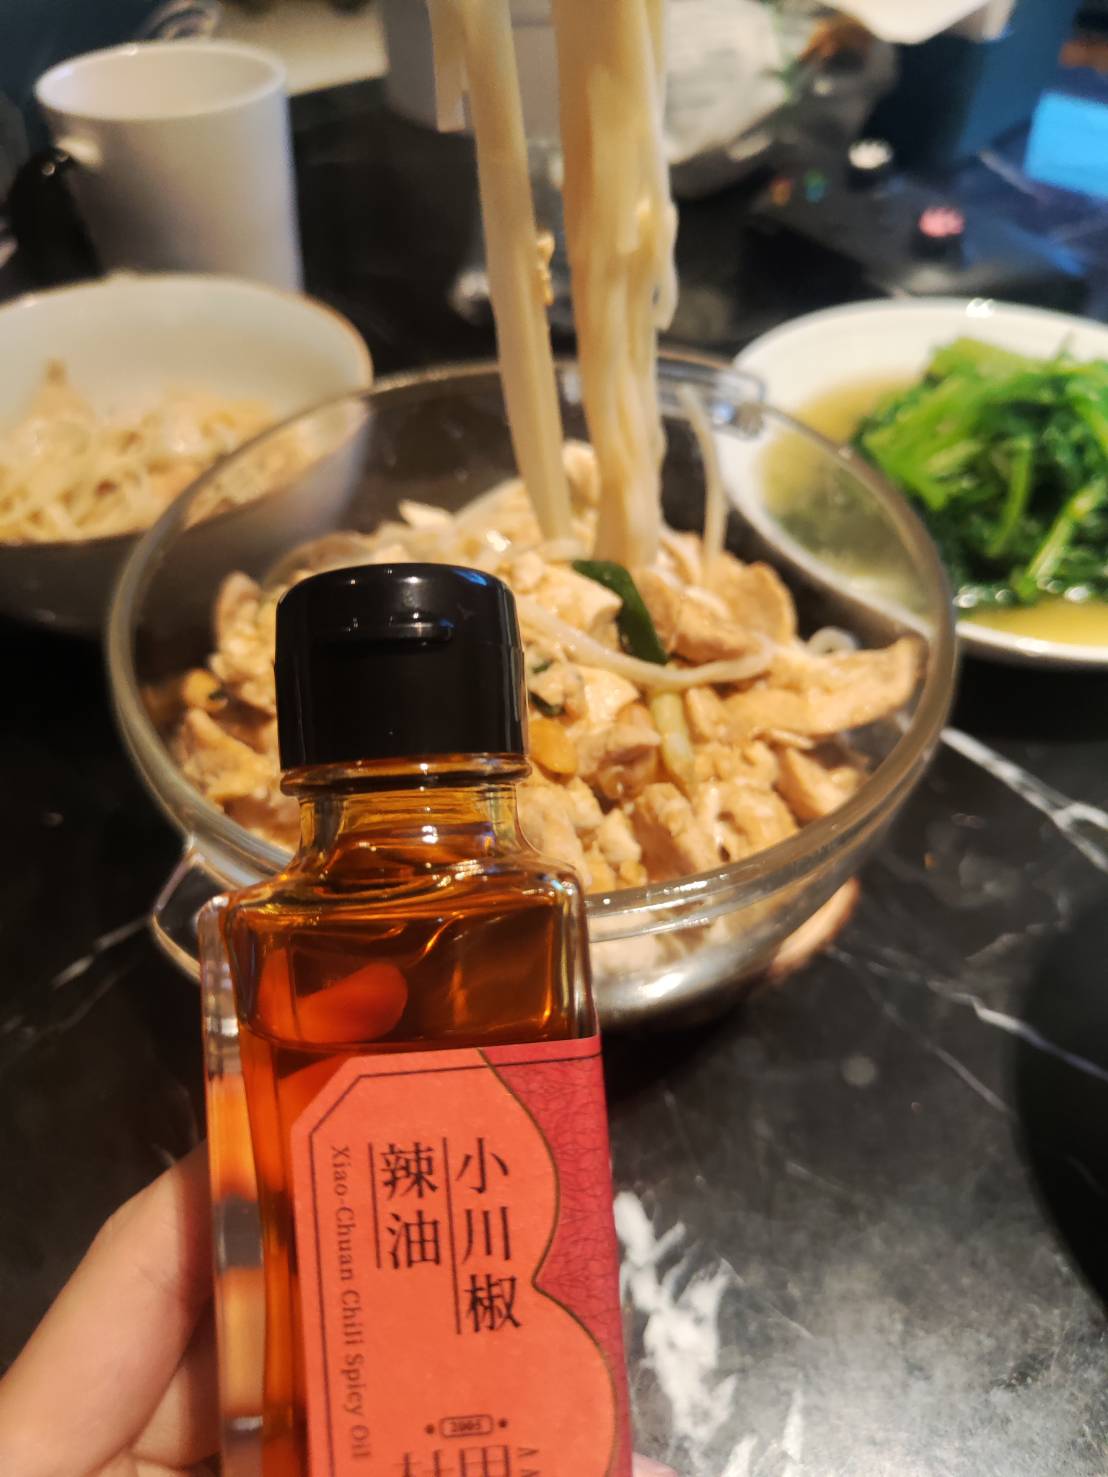 小川椒
辣油
Xiao-Chuan Chili Spicy Oil